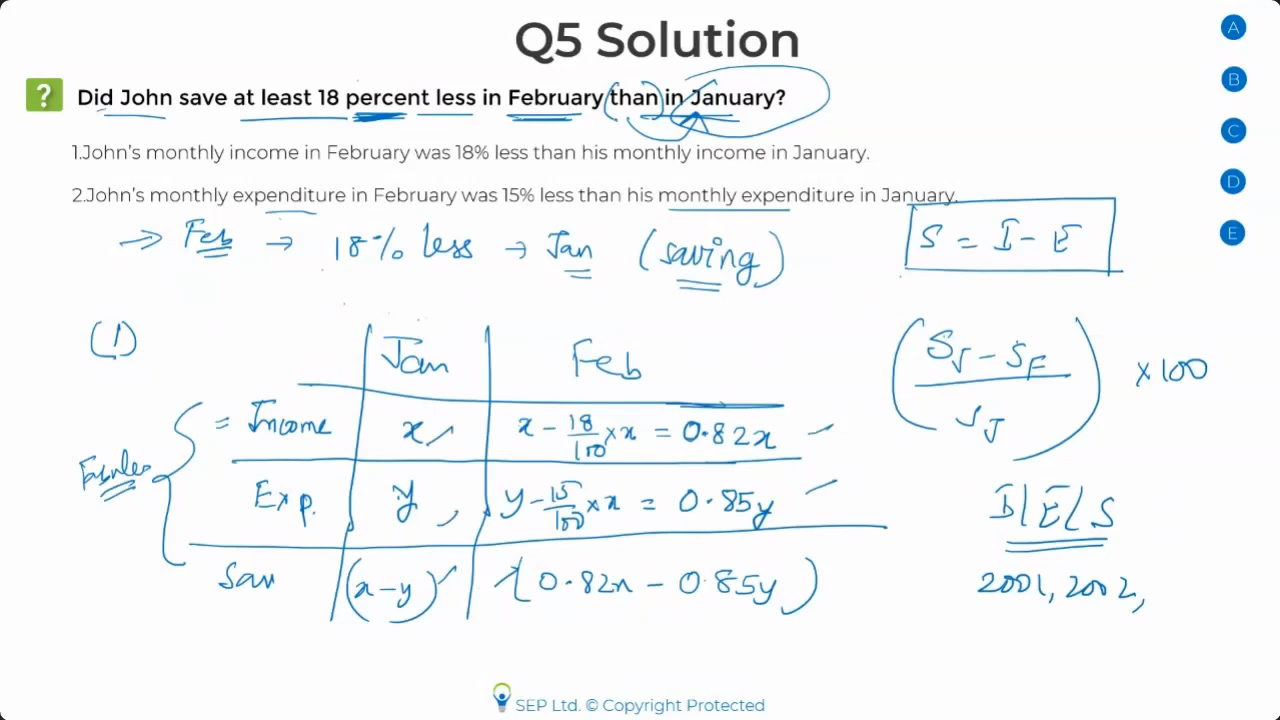 Q5 Solution
A
B
C
D
E
? Did John save at least 18 percent less in February than in January?
1.John's monthly income in February was 18% less than his monthly income in January.
2.John's monthly expenditure in February was 15% less than his monthly expenditure in January.
⇒ Feb → 18% less → Jan (saving)
S = I - E
(1)
Jan Feb
(SJ - SF / SJ) × 100
= Income x x - 18/100 × x = 0.82x
Exp. y y - 15/100 × x = 0.85y
I/E/S
Sav (x-y) (0.82x - 0.85y)
2001, 2002,
SEP Ltd. © Copyright Protected